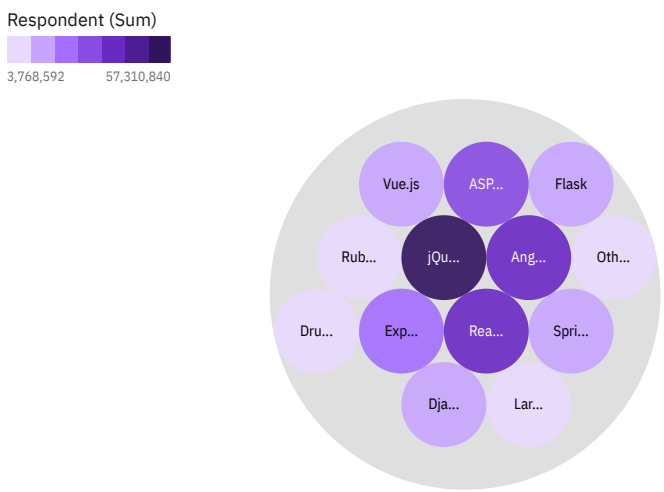 Respondent (Sum)
3,768,592 57,310,840
Vue.js ASP... Flask
Rub... jQu... Ang... Oth...
Dru... Exp... Rea... Spri...
Dja... Lar...